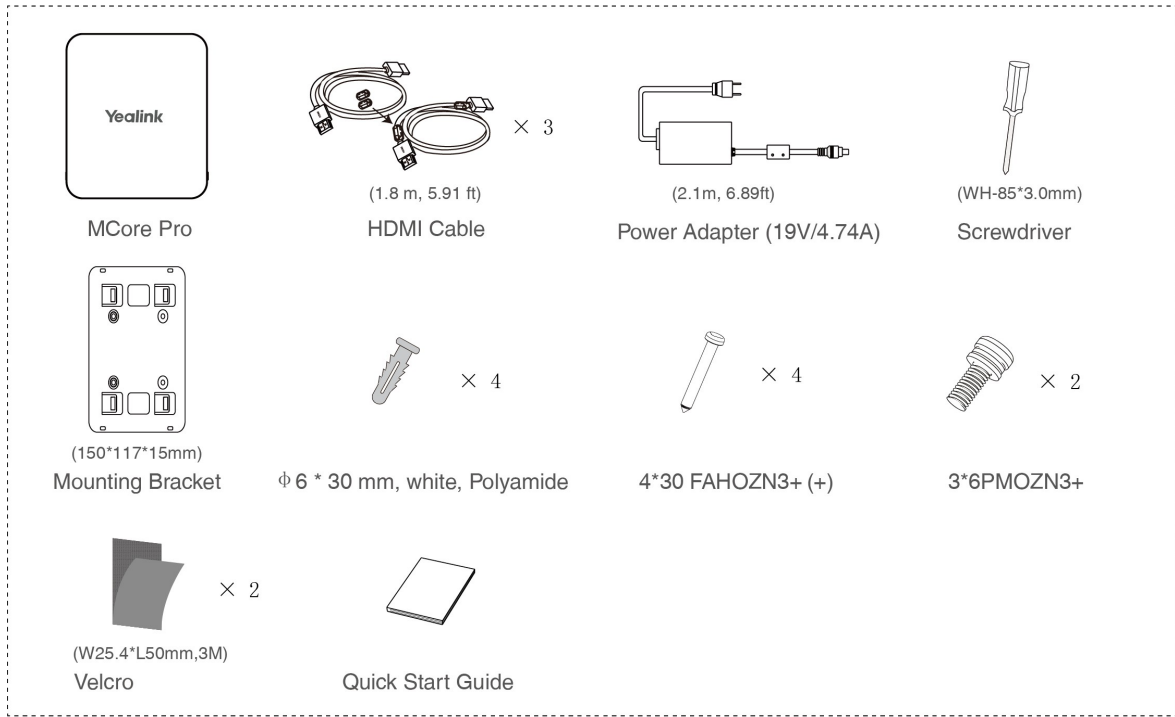 Yealink
× 3
(1.8 m, 5.91 ft)
(2.1m, 6.89ft)
(WH-85*3.0mm)
MCore Pro
HDMI Cable
Power Adapter (19V/4.74A)
Screwdriver
× 4
× 4
× 2
(150*117*15mm)
Mounting Bracket
ф6 * 30 mm, white, Polyamide
4*30 FAHOZN3+ (+)
3*6PMOZN3+
× 2
(W25.4*L50mm,3M)
Velcro
Quick Start Guide